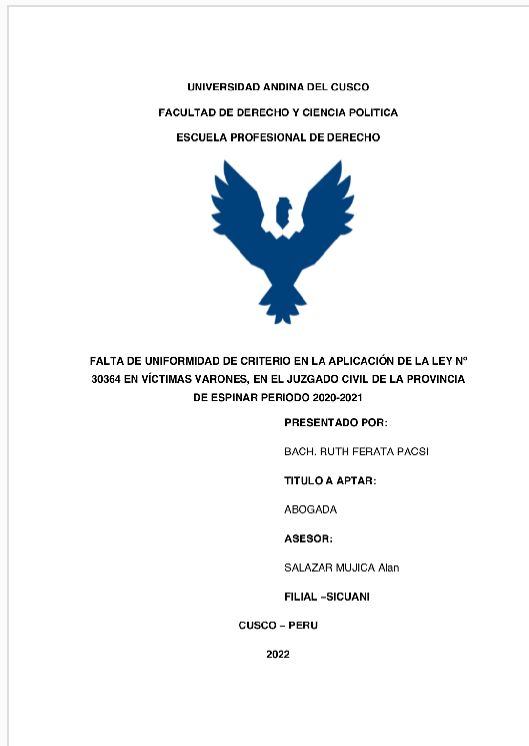 UNIVERSIDAD ANDINA DEL CUSCO
FACULTAD DE DERECHO Y CIENCIA POLITICA
ESCUELA PROFESIONAL DE DERECHO
FALTA DE UNIFORMIDAD DE CRITERIO EN LA APLICACIÓN DE LA LEY N°
30364 EN VÍCTIMAS VARONES, EN EL JUZGADO CIVIL DE LA PROVINCIA
DE ESPINAR PERIODO 2020-2021
PRESENTADO POR:
BACH. RUTH FERATA PACSI
TITULO A APTAR:
ABOGADA
ASESOR:
SALAZAR MUJICA Alan
FILIAL –SICUANI
CUSCO – PERU
2022